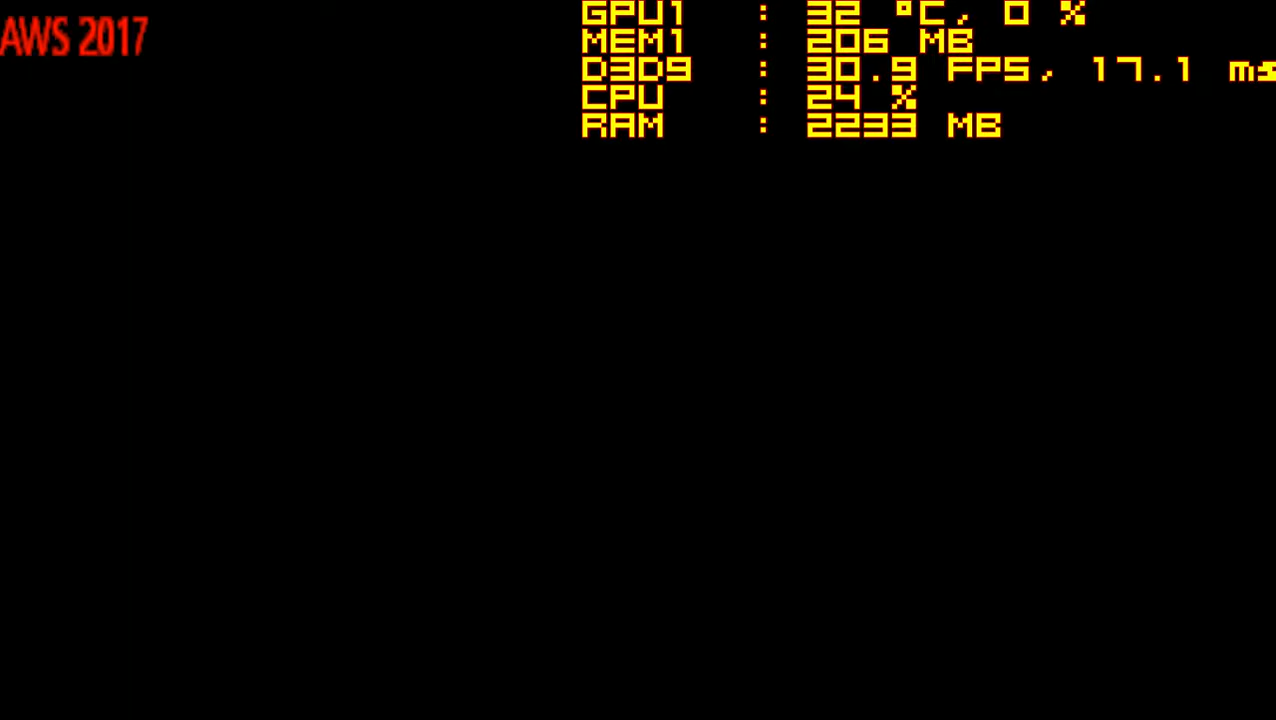 AWS 2017
GPU1 : 32 °C, 0 %
MEM1 : 206 MB
D3D9 : 30.9 FPS, 17.1 ms
CPU : 24 %
RAM : 2233 MB